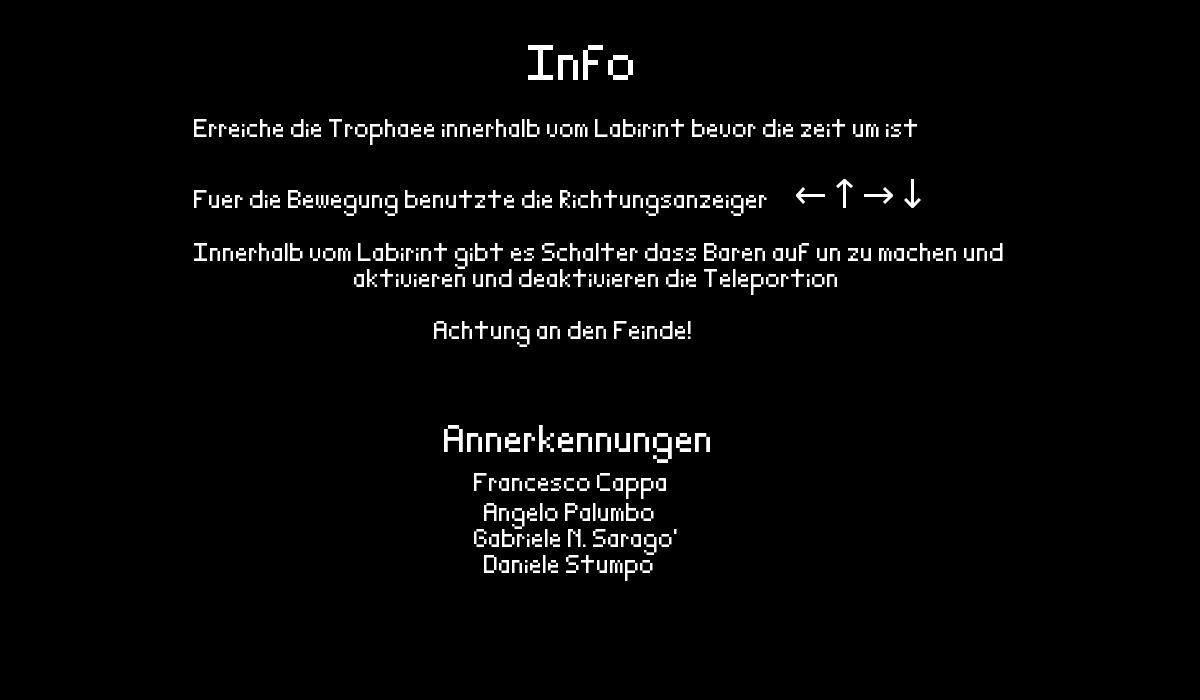 Info
Erreiche die Trophaee innerhalb vom Labirint bevor die zeit um ist
Fuer die Bewegung benutzte die Richtungsanzeiger ←↑→↓
Innerhalb vom Labirint gibt es Schalter dass Baren auf un zu machen und
aktivieren und deaktivieren die Teleportion
Achtung an den Feinde!
Annerkennungen
Francesco Cappa
Angelo Palumbo
Gabriele N. Sarago'
Daniele Stumpo